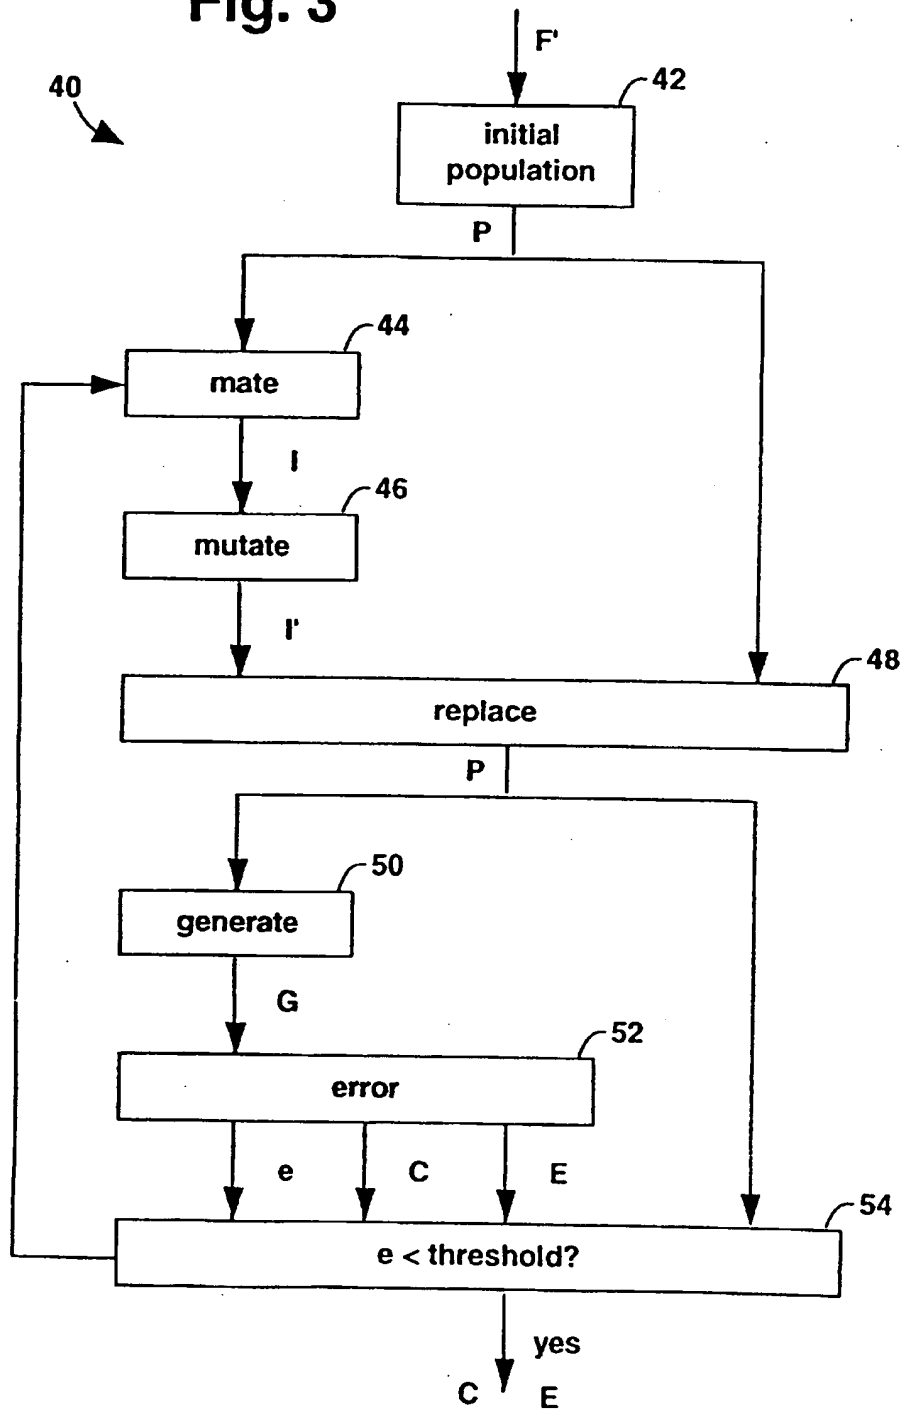 Fig. 3
F'
40
42
initial
population
P
44
mate
I
46
mutate
I'
48
replace
P
50
generate
G
52
error
e
C
E
54
e < threshold?
yes
C
E